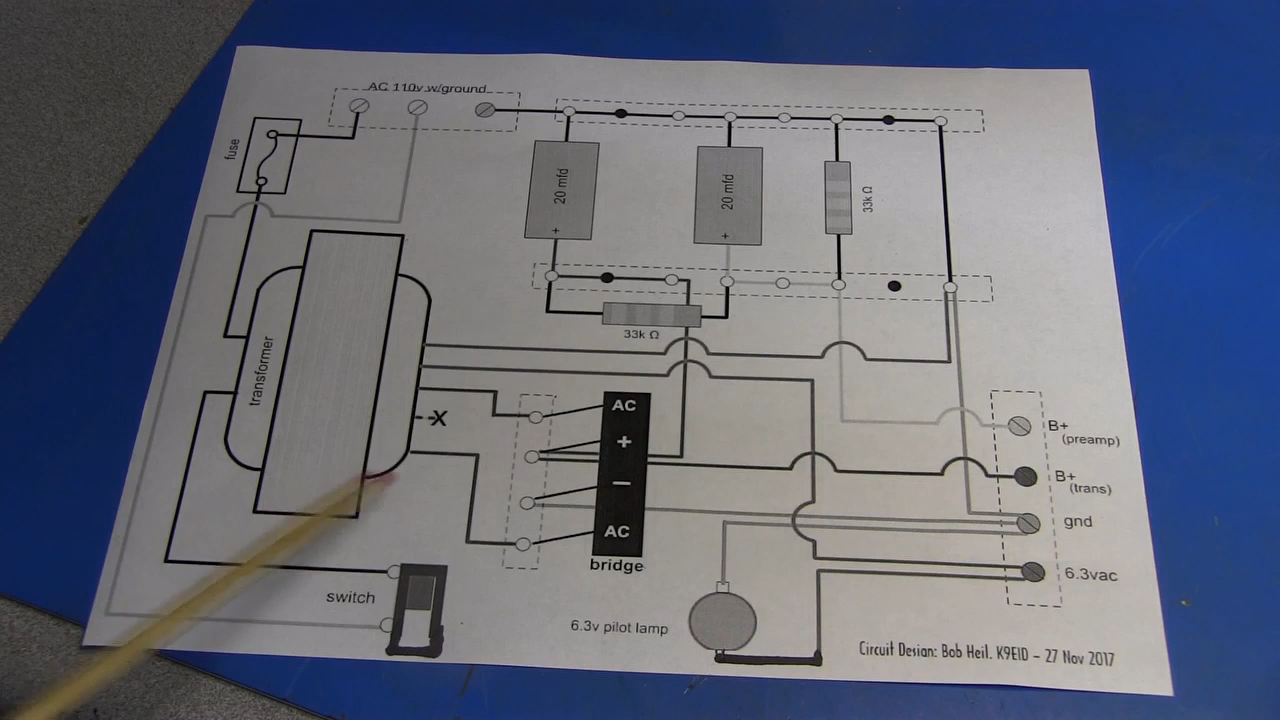 AC 110v w/ground
fuse
20 mfd
+
20 mfd
+
33k Ω
33k Ω
transformer
X
AC
+
—
AC
bridge
B+
(preamp)
B+
(trans)
gnd
6.3vac
switch
6.3v pilot lamp
Circuit Design: Bob Heil. K9EID – 27 Nov 2017